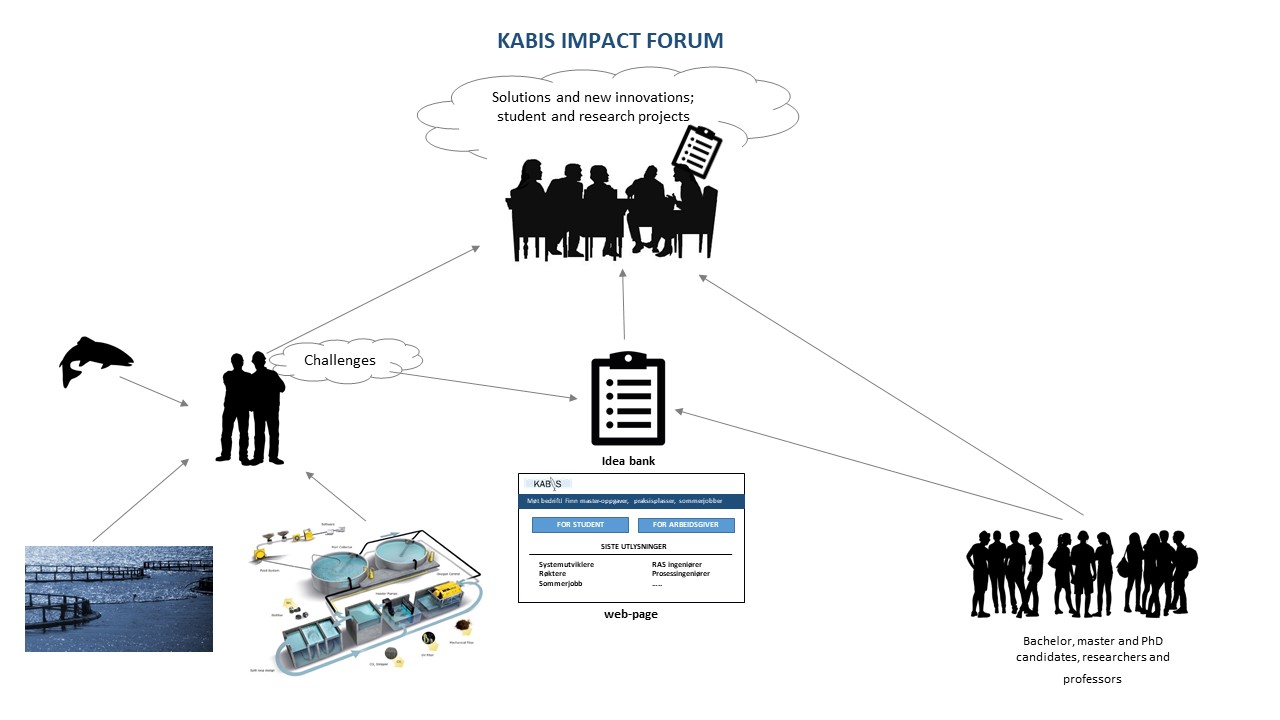 KABIS IMPACT FORUM
Solutions and new innovations;
student and research projects
Challenges
Idea bank
KABIS
Møt bedrift! Finn master-oppgaver, praksisplasser, sommerjobber
FOR STUDENT
FOR ARBEIDSGIVER
SISTE UTLYSNINGER
Systemutviklere
Røktere
Sommerjobb
RAS ingeniører
Prosessingeniører
.....
web-page
Bachelor, master and PhD
candidates, researchers and
professors